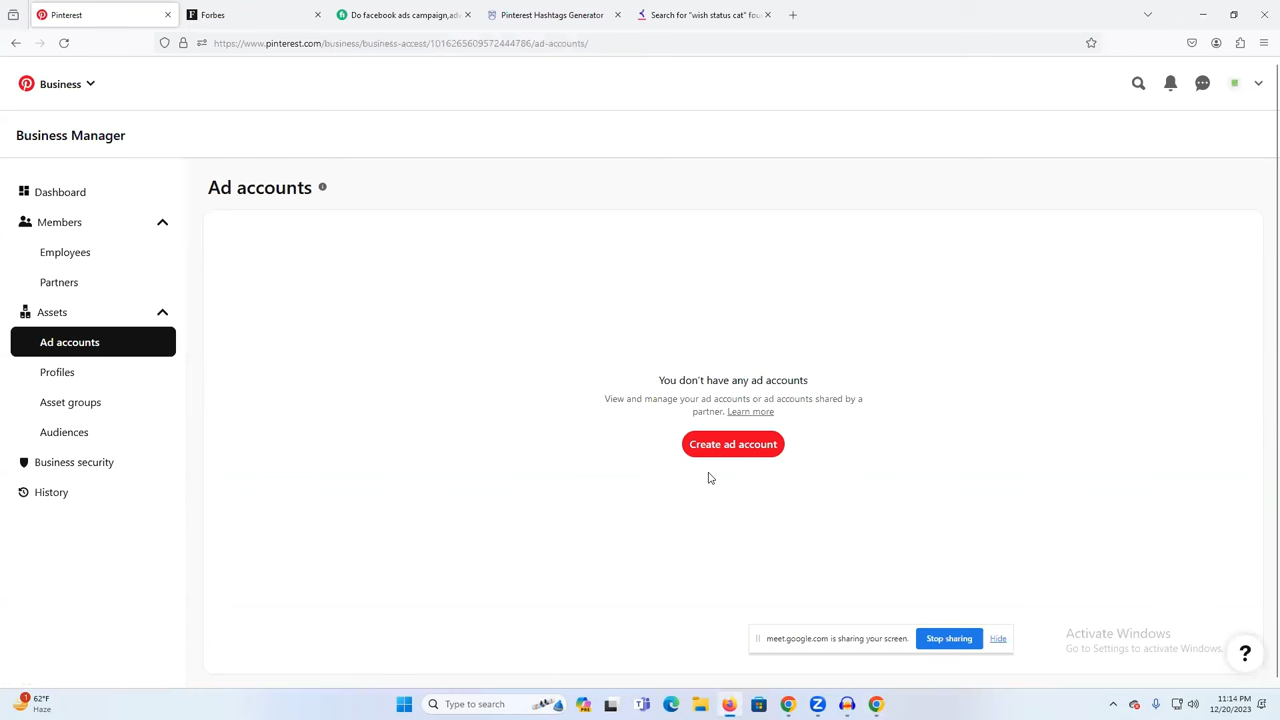 Pinterest
Forbes
Do facebook ads campaign,adv
Pinterest Hashtags Generator
Search for "wish status cat" fou
https://www.pinterest.com/business/business-access/1016265609572444786/ad-accounts/
Business
Business Manager
Dashboard
Members
Employees
Partners
Assets
Ad accounts
Profiles
Asset groups
Audiences
Business security
History
Ad accounts
You don't have any ad accounts
View and manage your ad accounts or ad accounts shared by a
partner. Learn more
Create ad account
meet.google.com is sharing your screen.
Stop sharing
Hide
Activate Windows
Go to Settings to activate Windows.
?
1
62°F
Haze
Type to search
11:14 PM
12/20/2023